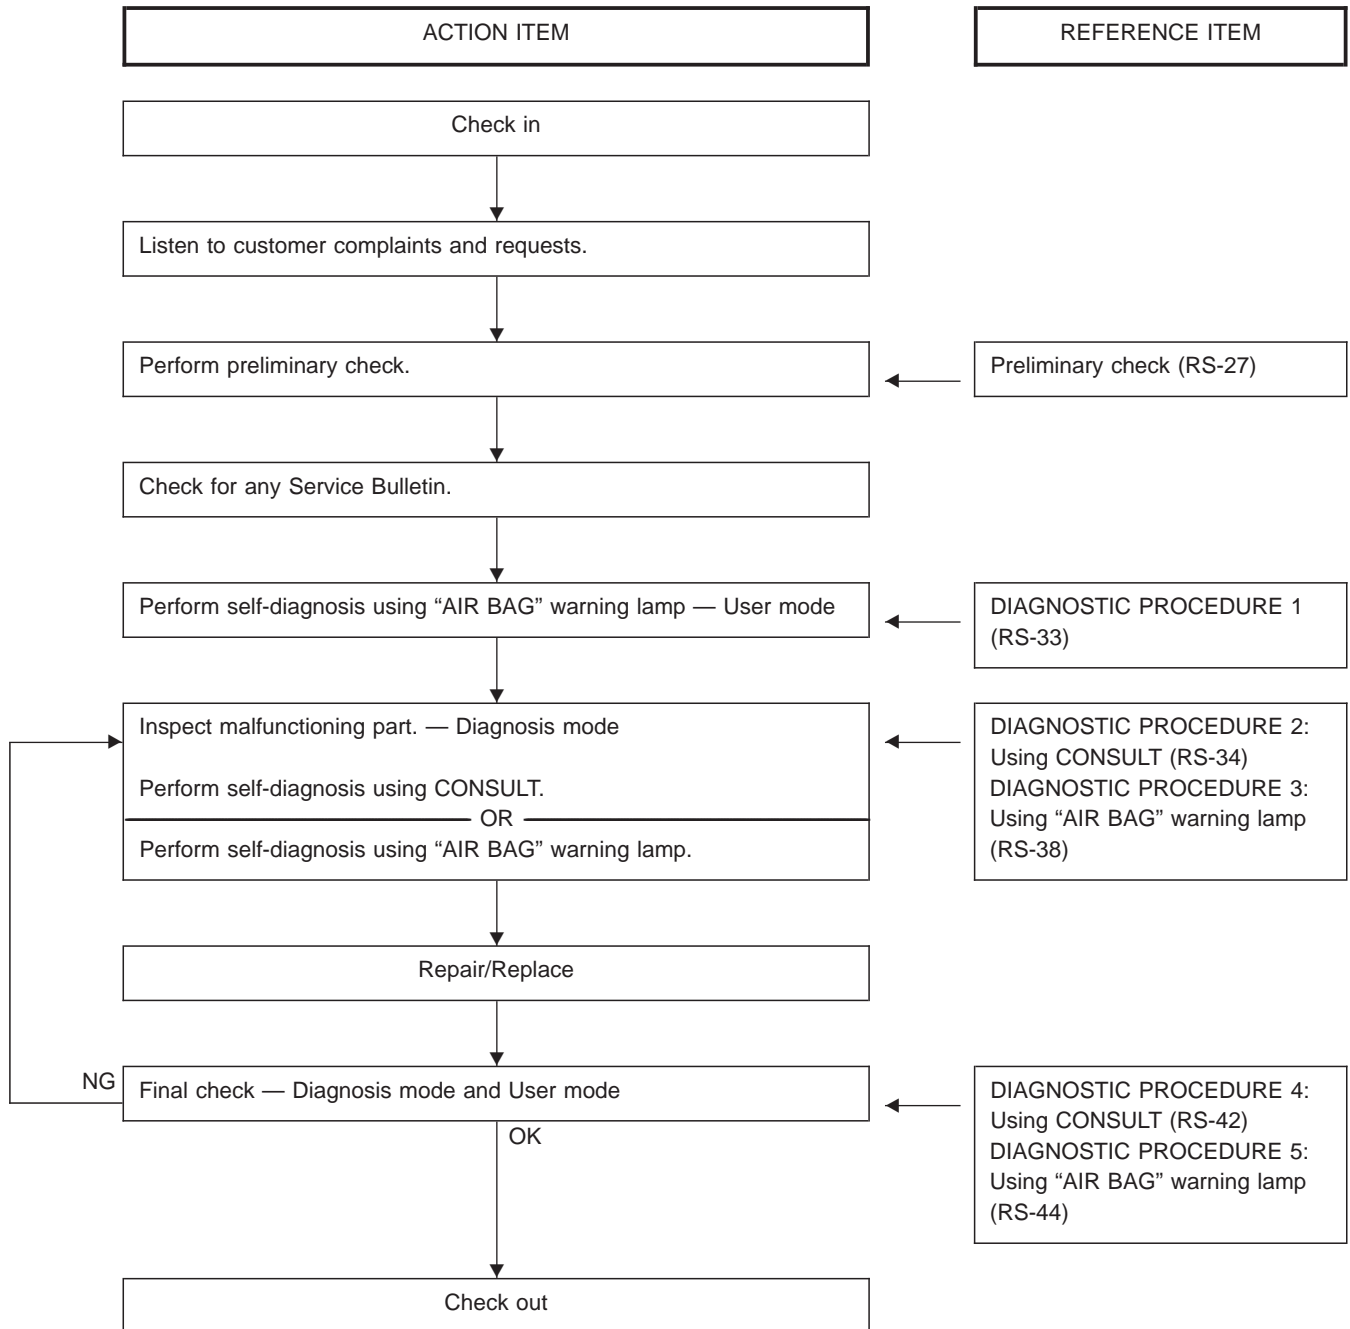 ACTION ITEM
REFERENCE ITEM
Check in
Listen to customer complaints and requests.
Perform preliminary check.
Preliminary check (RS-27)
Check for any Service Bulletin.
Perform self-diagnosis using “AIR BAG” warning lamp — User mode
DIAGNOSTIC PROCEDURE 1
(RS-33)
Inspect malfunctioning part. — Diagnosis mode
Perform self-diagnosis using CONSULT.
OR
Perform self-diagnosis using “AIR BAG” warning lamp.
DIAGNOSTIC PROCEDURE 2:
Using CONSULT (RS-34)
DIAGNOSTIC PROCEDURE 3:
Using “AIR BAG” warning lamp
(RS-38)
Repair/Replace
NG
Final check — Diagnosis mode and User mode
OK
DIAGNOSTIC PROCEDURE 4:
Using CONSULT (RS-42)
DIAGNOSTIC PROCEDURE 5:
Using “AIR BAG” warning lamp
(RS-44)
Check out